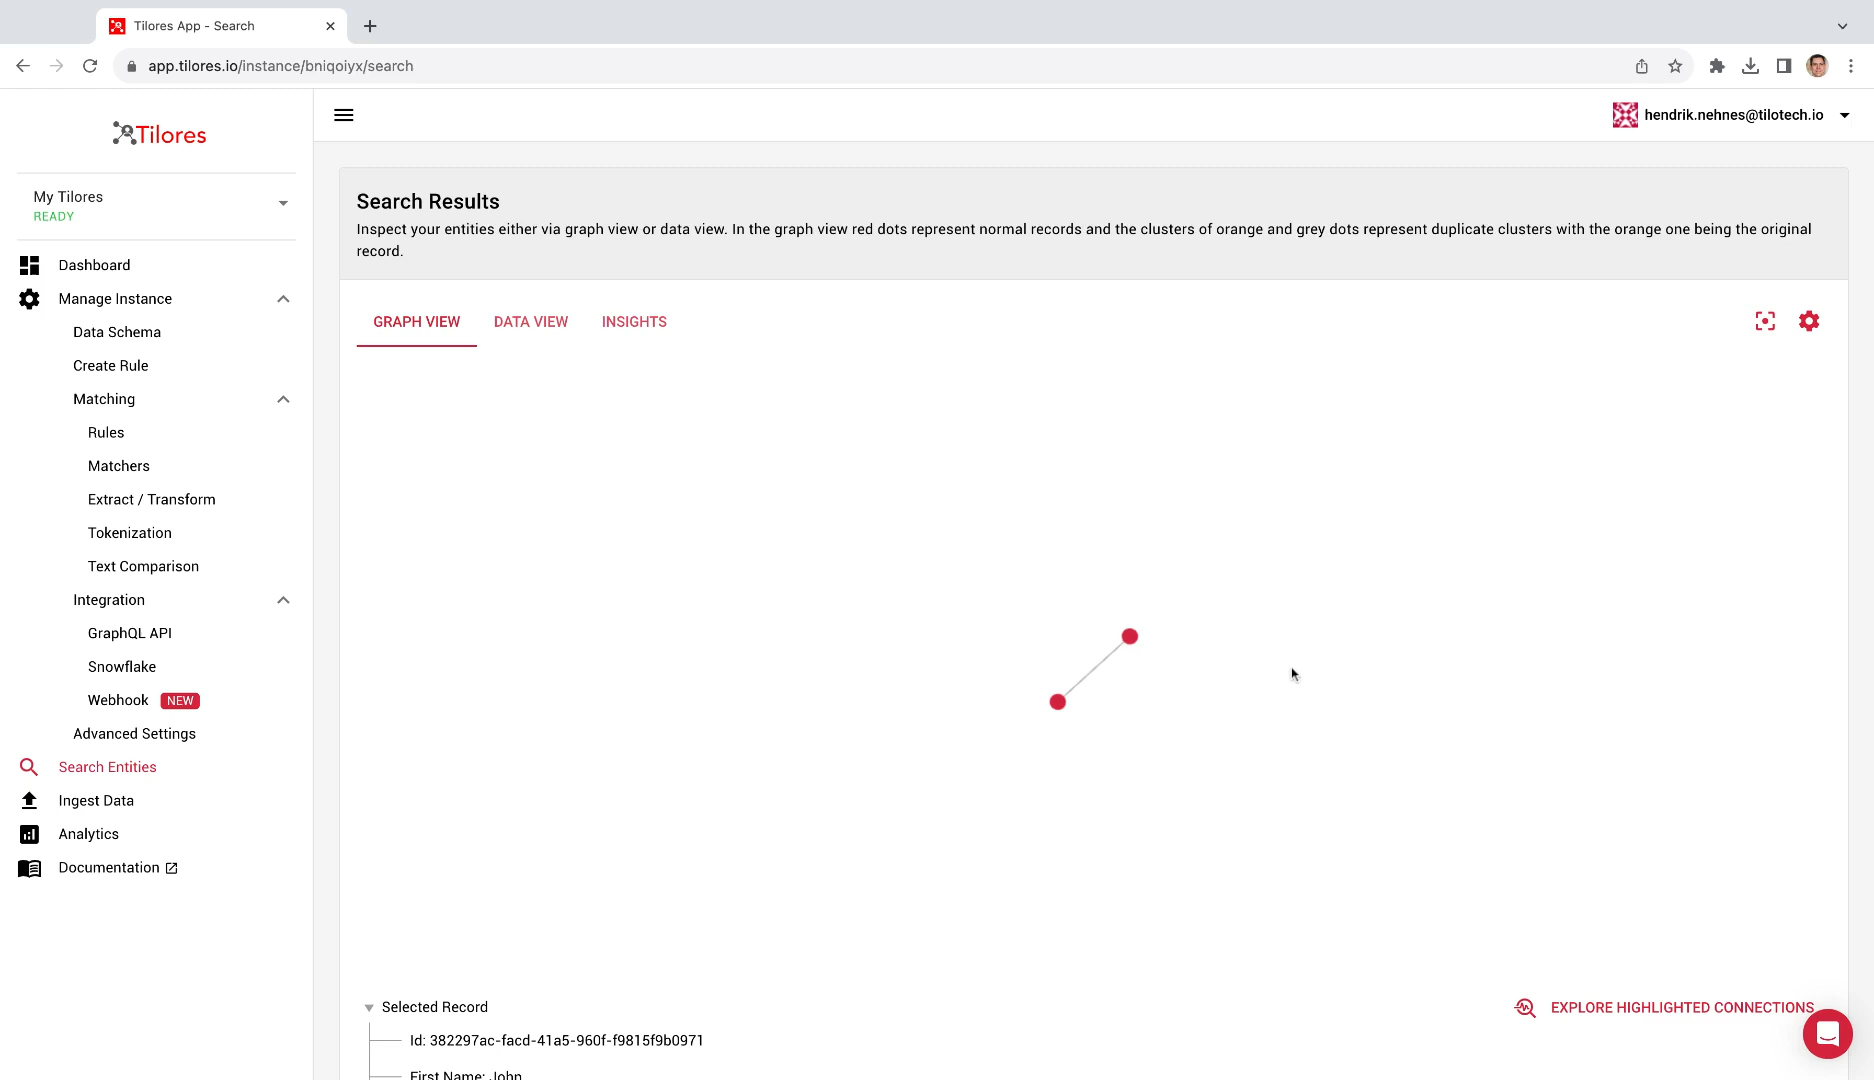 Tilores App - Search
app.tilores.io/instance/bniqoiyx/search
Tilores
hendrik.nehnes@tilotech.io
My Tilores
READY
Dashboard
Manage Instance
Data Schema
Create Rule
Matching
Rules
Matchers
Extract / Transform
Tokenization
Text Comparison
Integration
GraphQL API
Snowflake
Webhook NEW
Advanced Settings
Search Entities
Ingest Data
Analytics
Documentation
Search Results
Inspect your entities either via graph view or data view. In the graph view red dots represent normal records and the clusters of orange and grey dots represent duplicate clusters with the orange one being the original
record.
GRAPH VIEW DATA VIEW INSIGHTS
Selected Record
EXPLORE HIGHLIGHTED CONNECTIONS
Id: 382297ac-facd-41a5-960f-f9815f9b0971
First Name: John